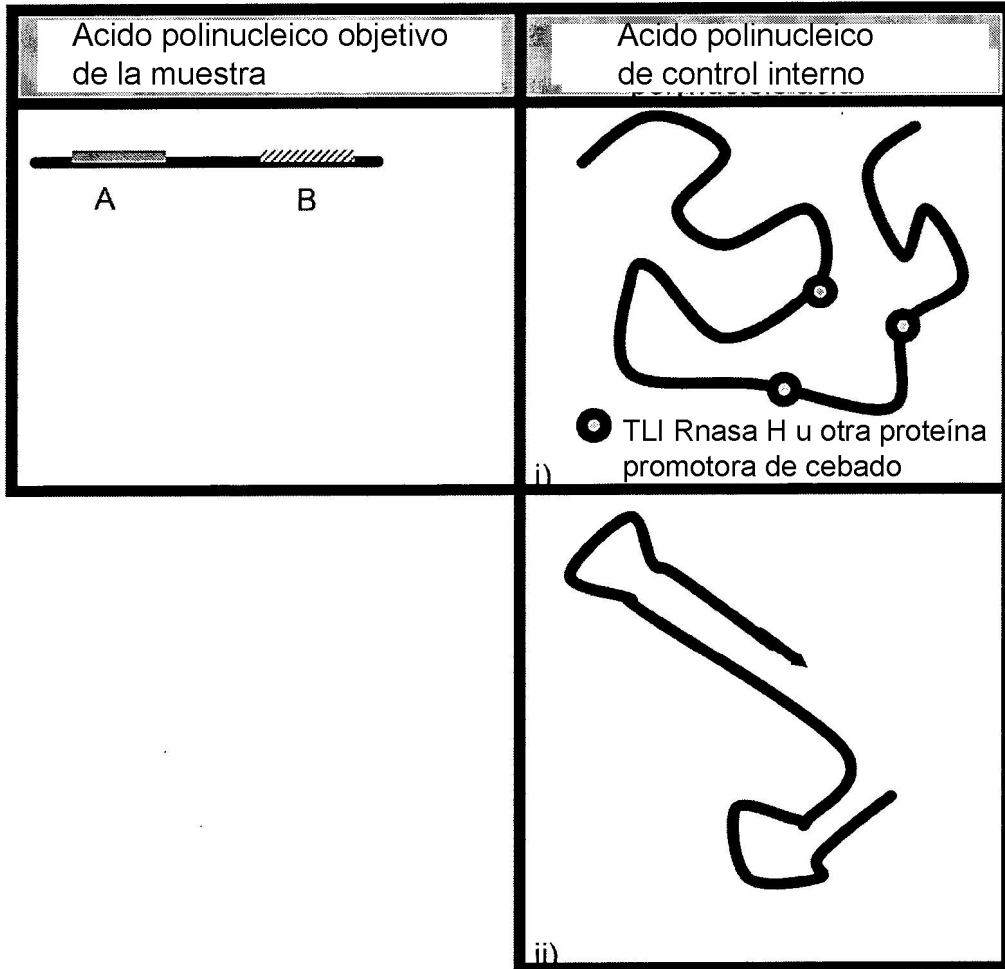 Acido polinucleico objetivo
de la muestra
Acido polinucleico
de control interno
A
B
TLI Rnasa H u otra proteína
promotora de cebado
i)
ii)